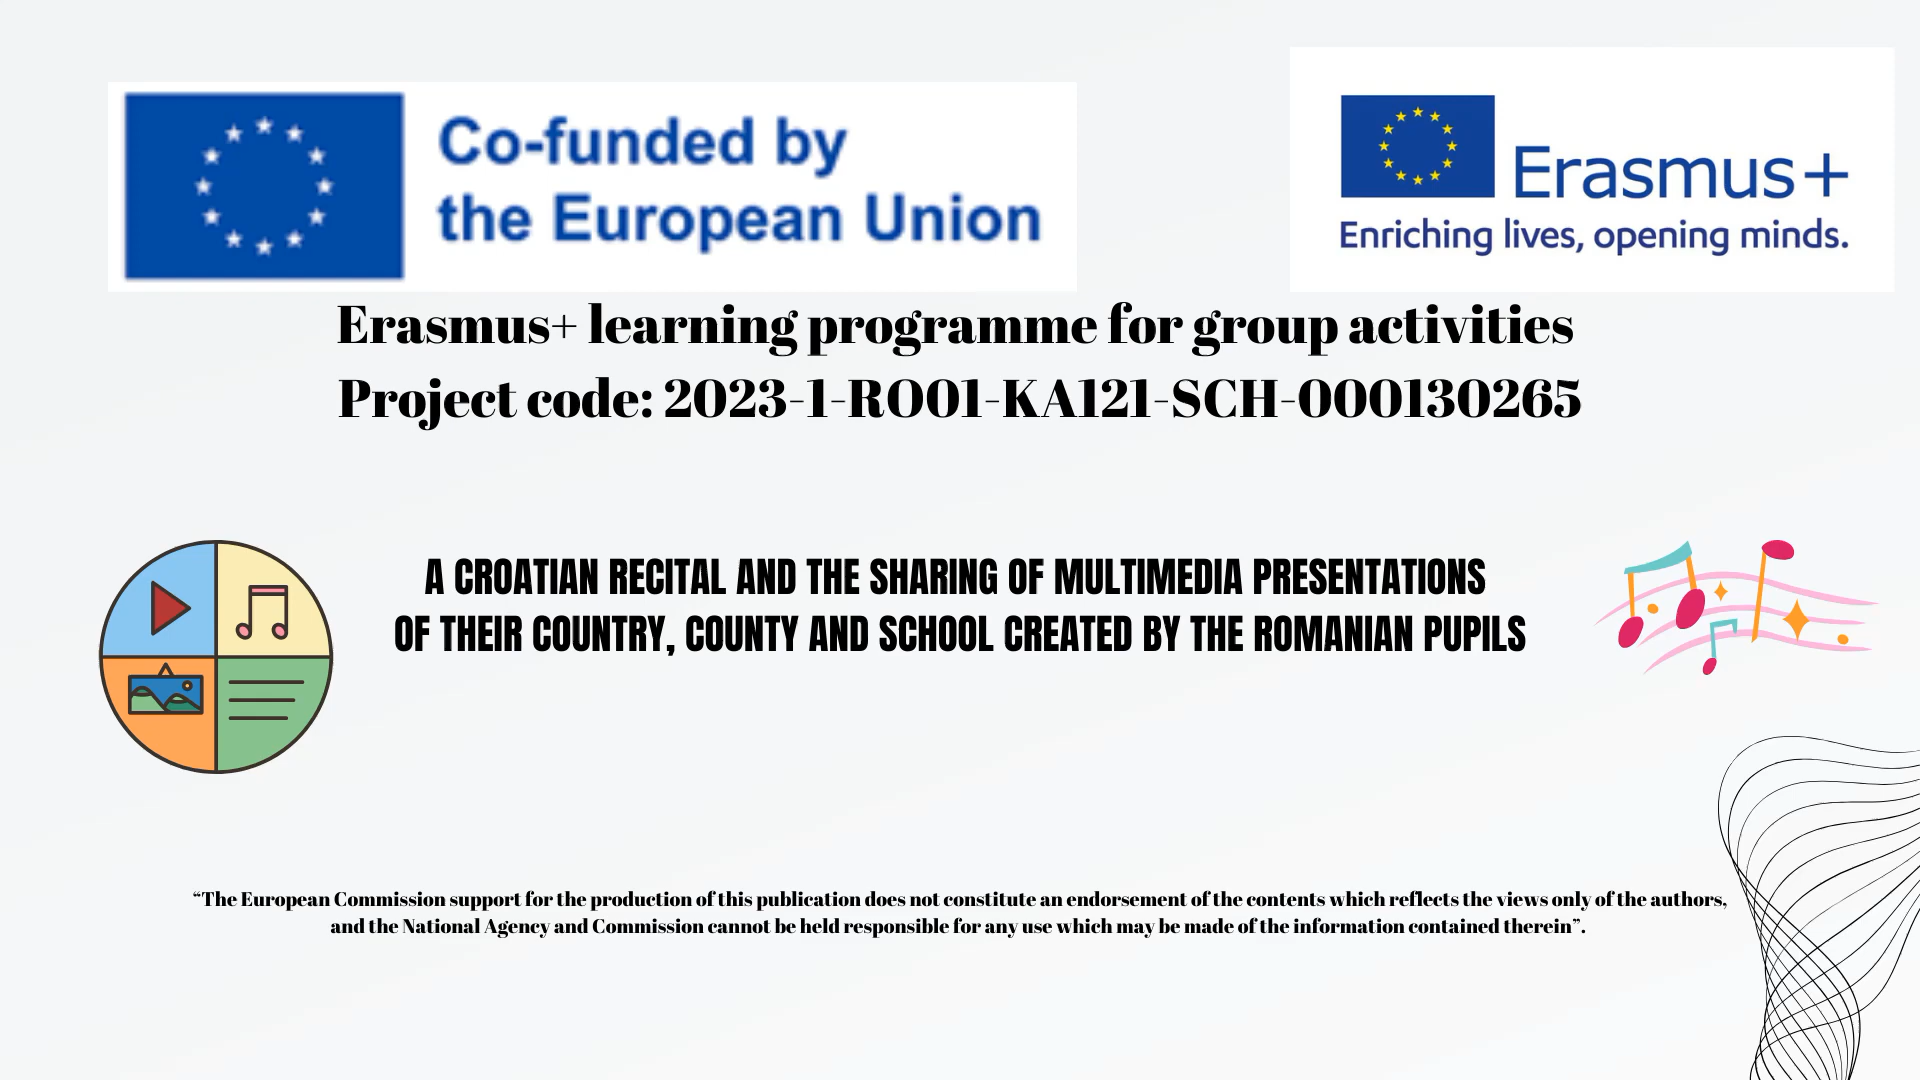 Co-funded by
the European Union
Erasmus+
Enriching lives, opening minds.
Erasmus+ learning programme for group activities
Project code: 2023-1-RO01-KA121-SCH-000130265
A CROATIAN RECITAL AND THE SHARING OF MULTIMEDIA PRESENTATIONS
OF THEIR COUNTRY, COUNTY AND SCHOOL CREATED BY THE ROMANIAN PUPILS
“The European Commission support for the production of this publication does not constitute an endorsement of the contents which reflects the views only of the authors,
and the National Agency and Commission cannot be held responsible for any use which may be made of the information contained therein”.